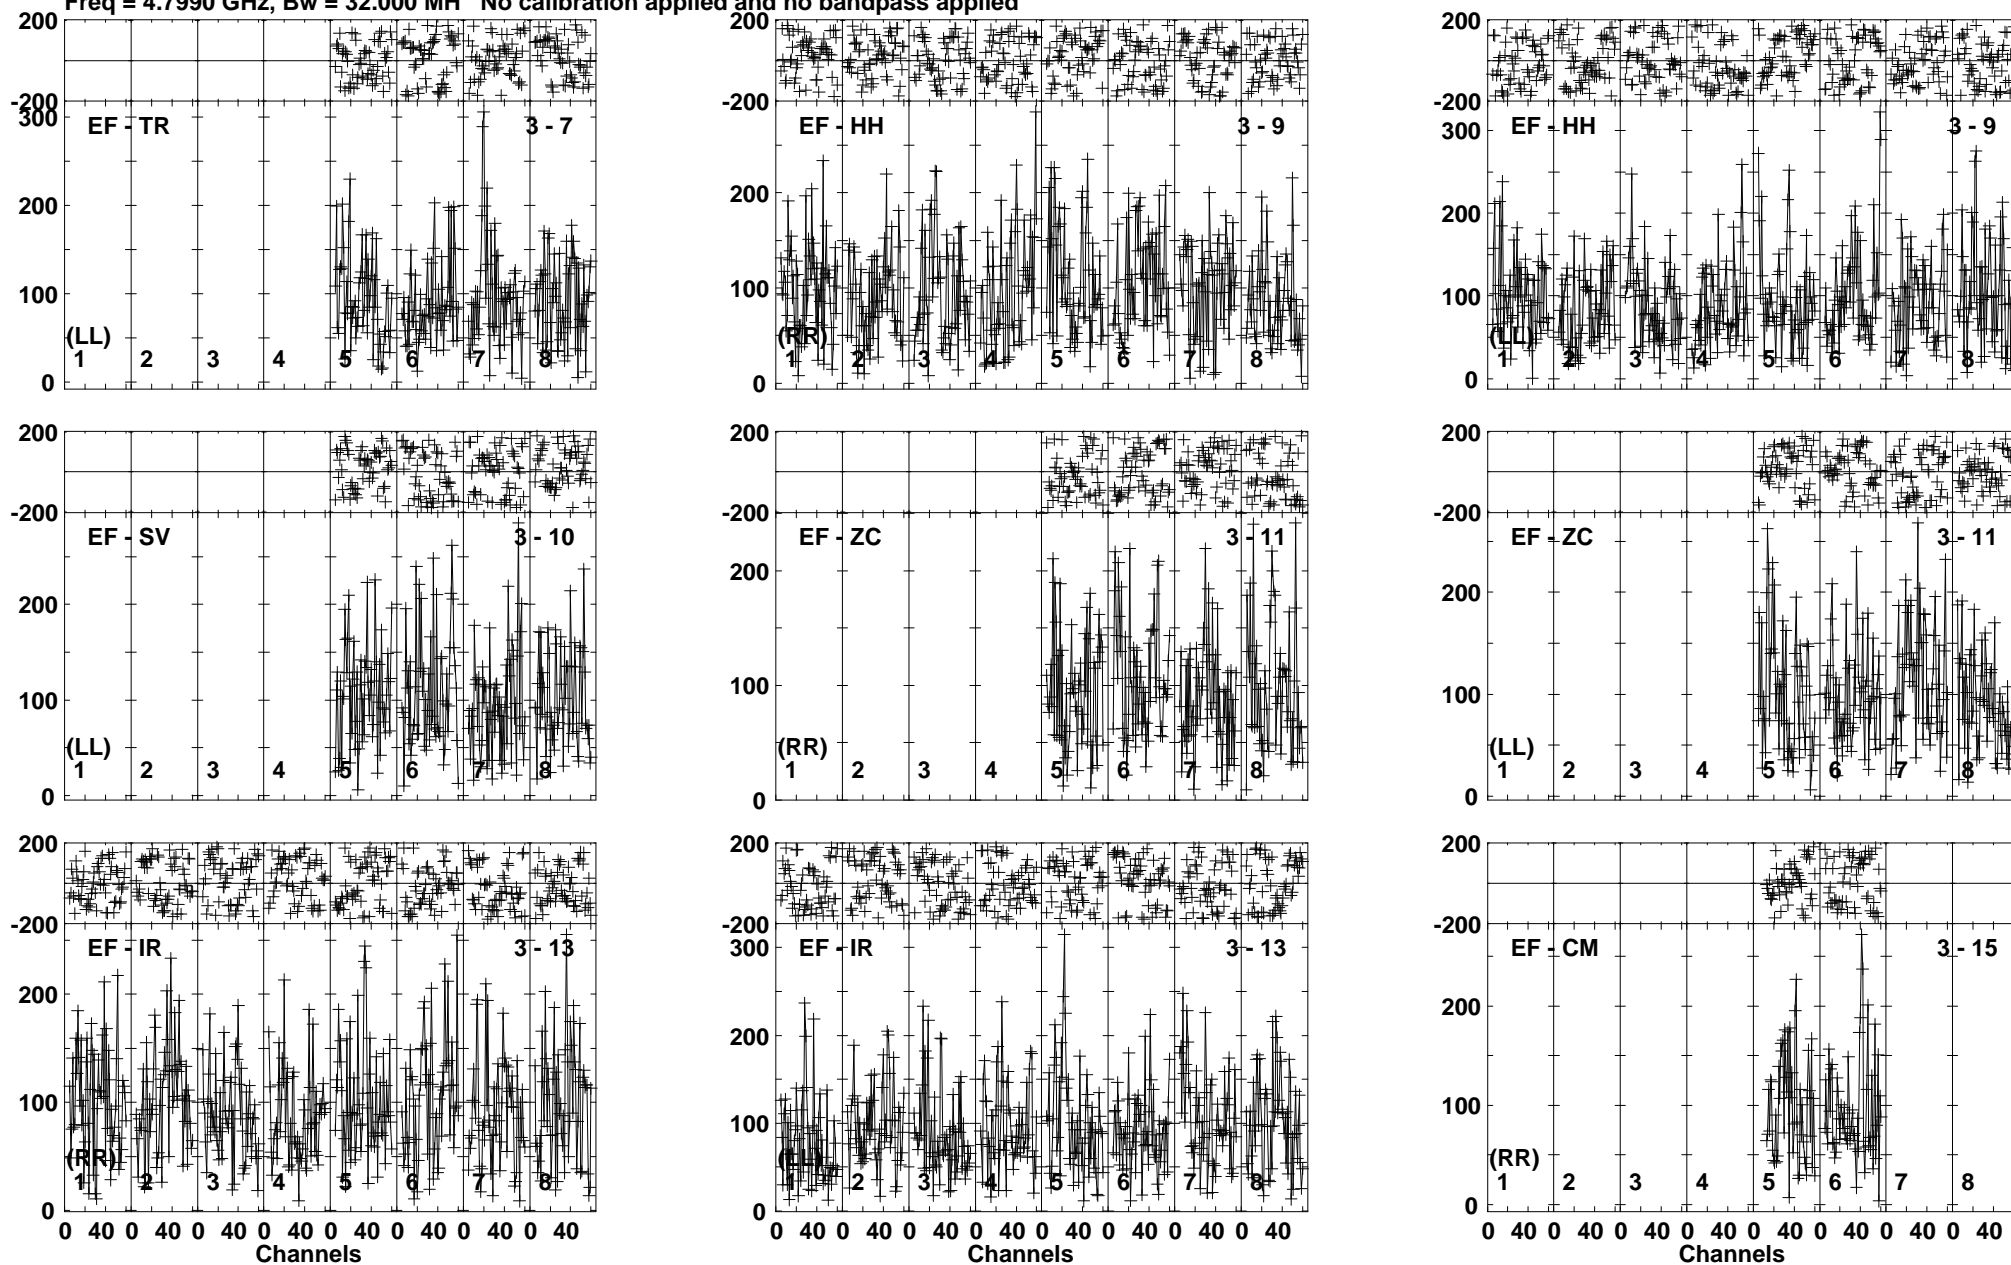 Freq = 4.7990 GHz, Bw = 32.000 MH No calibration applied and no bandpass applied
200 200 200
-200 -200 -200
300 EF - TR 3 - 7 EF - HH 3 - 9 300 EF - HH 3 - 9
200 200 200
100 100 100
(LL) (RR) (LL)
1 2 3 4 5 6 7 8 1 2 3 4 5 6 7 8 1 2 3 4 5 6 7 8
0 0 0
200 200 200
-200 -200 -200
EF - SV 3 - 10 EF - ZC 3 - 11 EF - ZC 3 - 11
200 200 200
100 100 100
(LL) (RR) (LL)
1 2 3 4 5 6 7 8 1 2 3 4 5 6 7 8 1 2 3 4 5 6 7 8
0 0 0
200 200 200
-200 -200 -200
EF - IR 3 - 13 300 EF - IR 3 - 13 EF - CM 3 - 15
200 200 200
100 100 100
(RR) (LL) (RR)
1 2 3 4 5 6 7 8 1 2 3 4 5 6 7 8 1 2 3 4 5 6 7 8
0 0 0
0 40 0 40 0 40 0 40 0 40 0 40 0 40 0 40 0 40 0 40 0 40 0 40 0 40 0 40 0 40 0 40 0 40 0 40 0 40 0 40 0 40 0 40 0 40 0 40
Channels Channels Channels